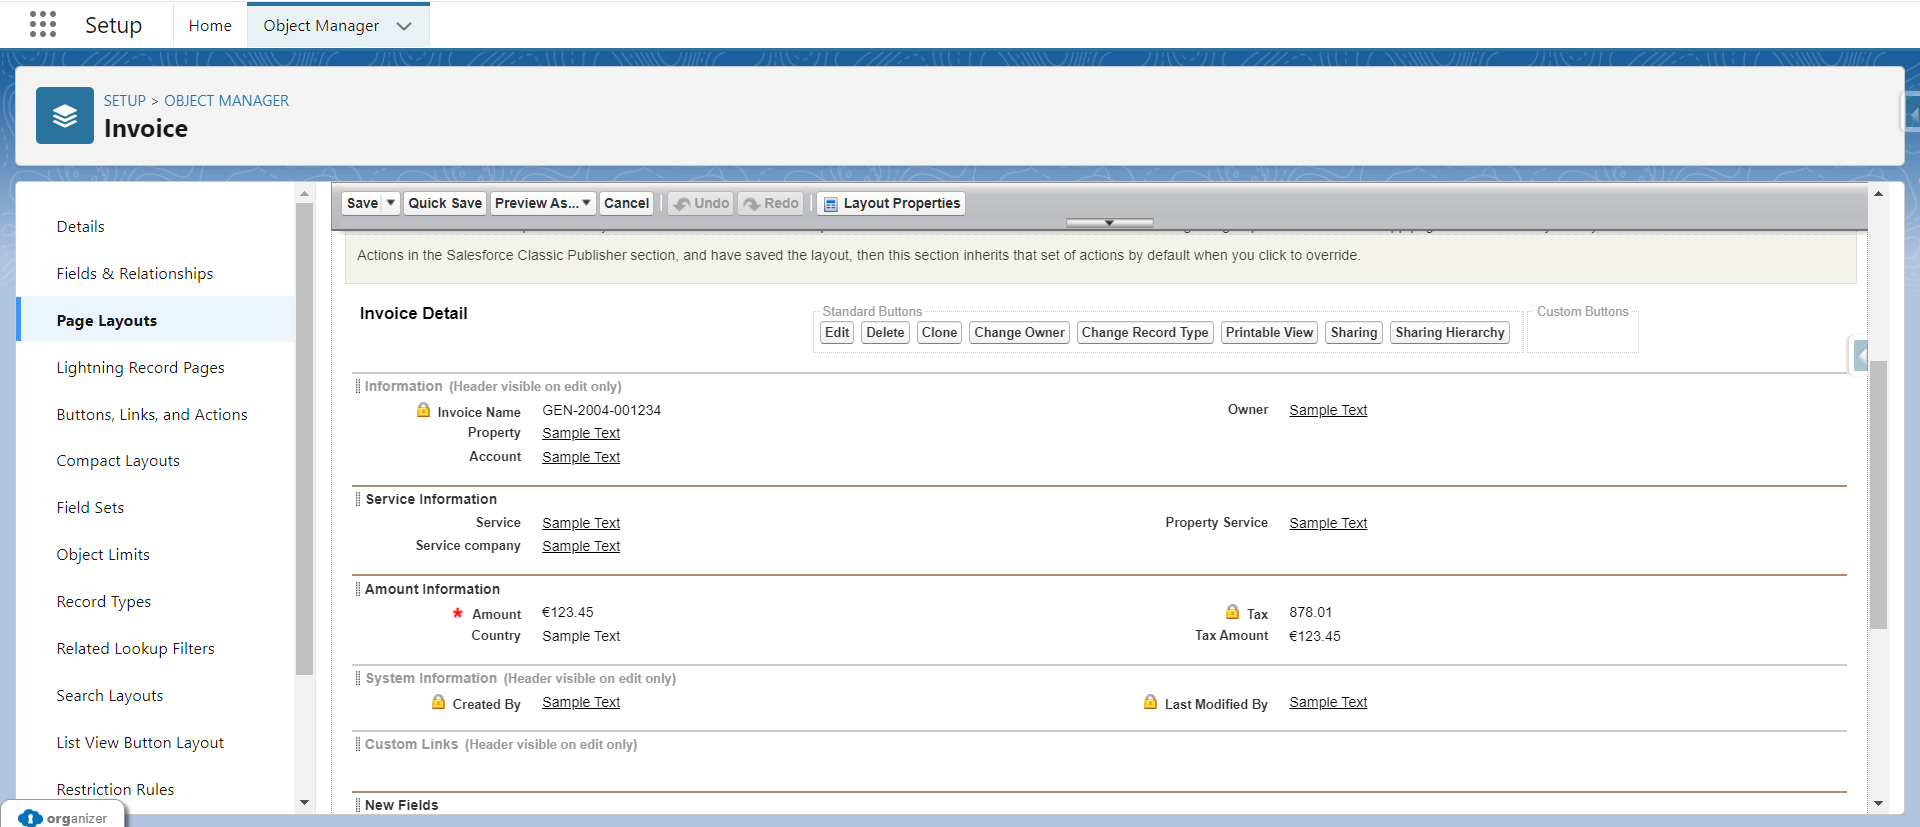 Setup
Home
Object Manager
SETUP > OBJECT MANAGER
Invoice
Details
Fields & Relationships
Page Layouts
Lightning Record Pages
Buttons, Links, and Actions
Compact Layouts
Field Sets
Object Limits
Record Types
Related Lookup Filters
Search Layouts
List View Button Layout
Restriction Rules
organizer
Save
Quick Save
Preview As...
Cancel
Undo
Redo
Layout Properties
Actions in the Salesforce Classic Publisher section, and have saved the layout, then this section inherits that set of actions by default when you click to override.
Invoice Detail
Standard Buttons
Edit Delete Clone Change Owner Change Record Type Printable View Sharing Sharing Hierarchy
Custom Buttons
Information (Header visible on edit only)
Invoice Name GEN-2004-001234
Owner Sample Text
Property Sample Text
Account Sample Text
Service Information
Service Sample Text
Property Service Sample Text
Service company Sample Text
Amount Information
* Amount €123.45
Tax 878.01
Country Sample Text
Tax Amount €123.45
System Information (Header visible on edit only)
Created By Sample Text
Last Modified By Sample Text
Custom Links (Header visible on edit only)
New Fields